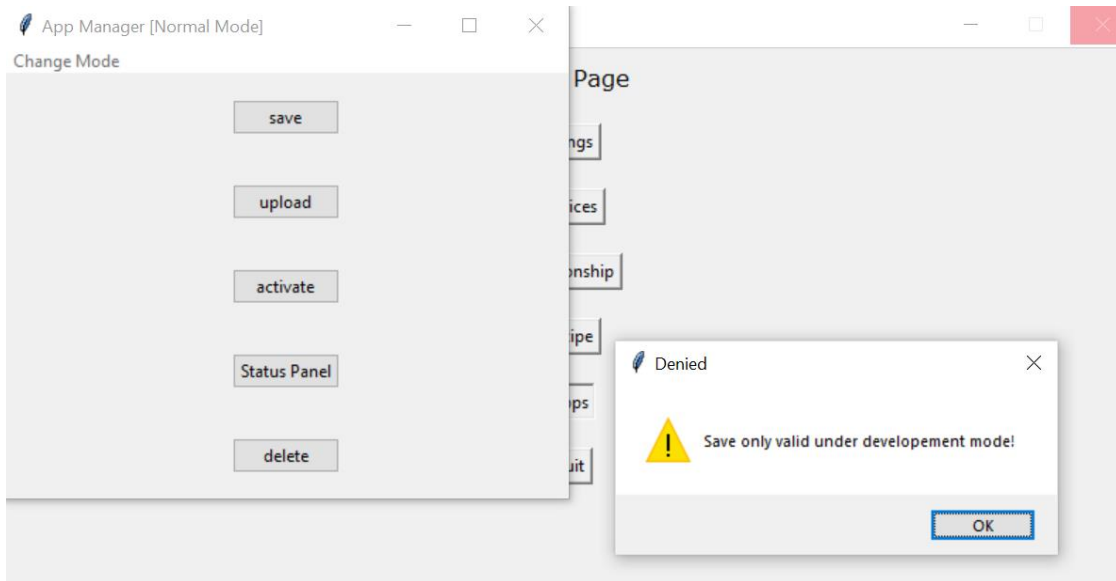 App Manager [Normal Mode]
Change Mode
save
upload
activate
Status Panel
delete
Page
ngs
ices
onship
ipe
ps
uit
Denied
Save only valid under developement mode!
OK